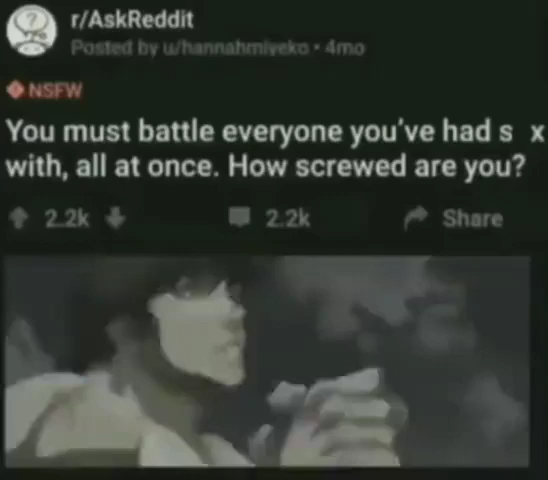 r/AskReddit
Posted by u/hannahmiyeko • 4mo
NSFW
You must battle everyone you've had s x
with, all at once. How screwed are you?
2.2k 2.2k Share